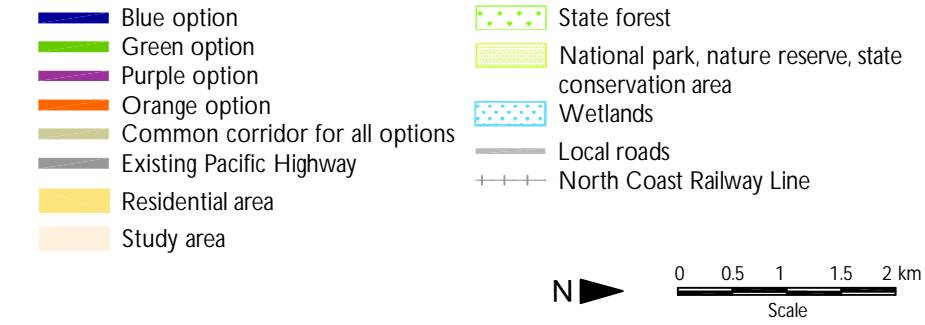 Blue option
Green option
Purple option
Orange option
Common corridor for all options
Existing Pacific Highway
Residential area
Study area
State forest
National park, nature reserve, state
conservation area
Wetlands
Local roads
North Coast Railway Line
N
0 0.5 1 1.5 2 km
Scale